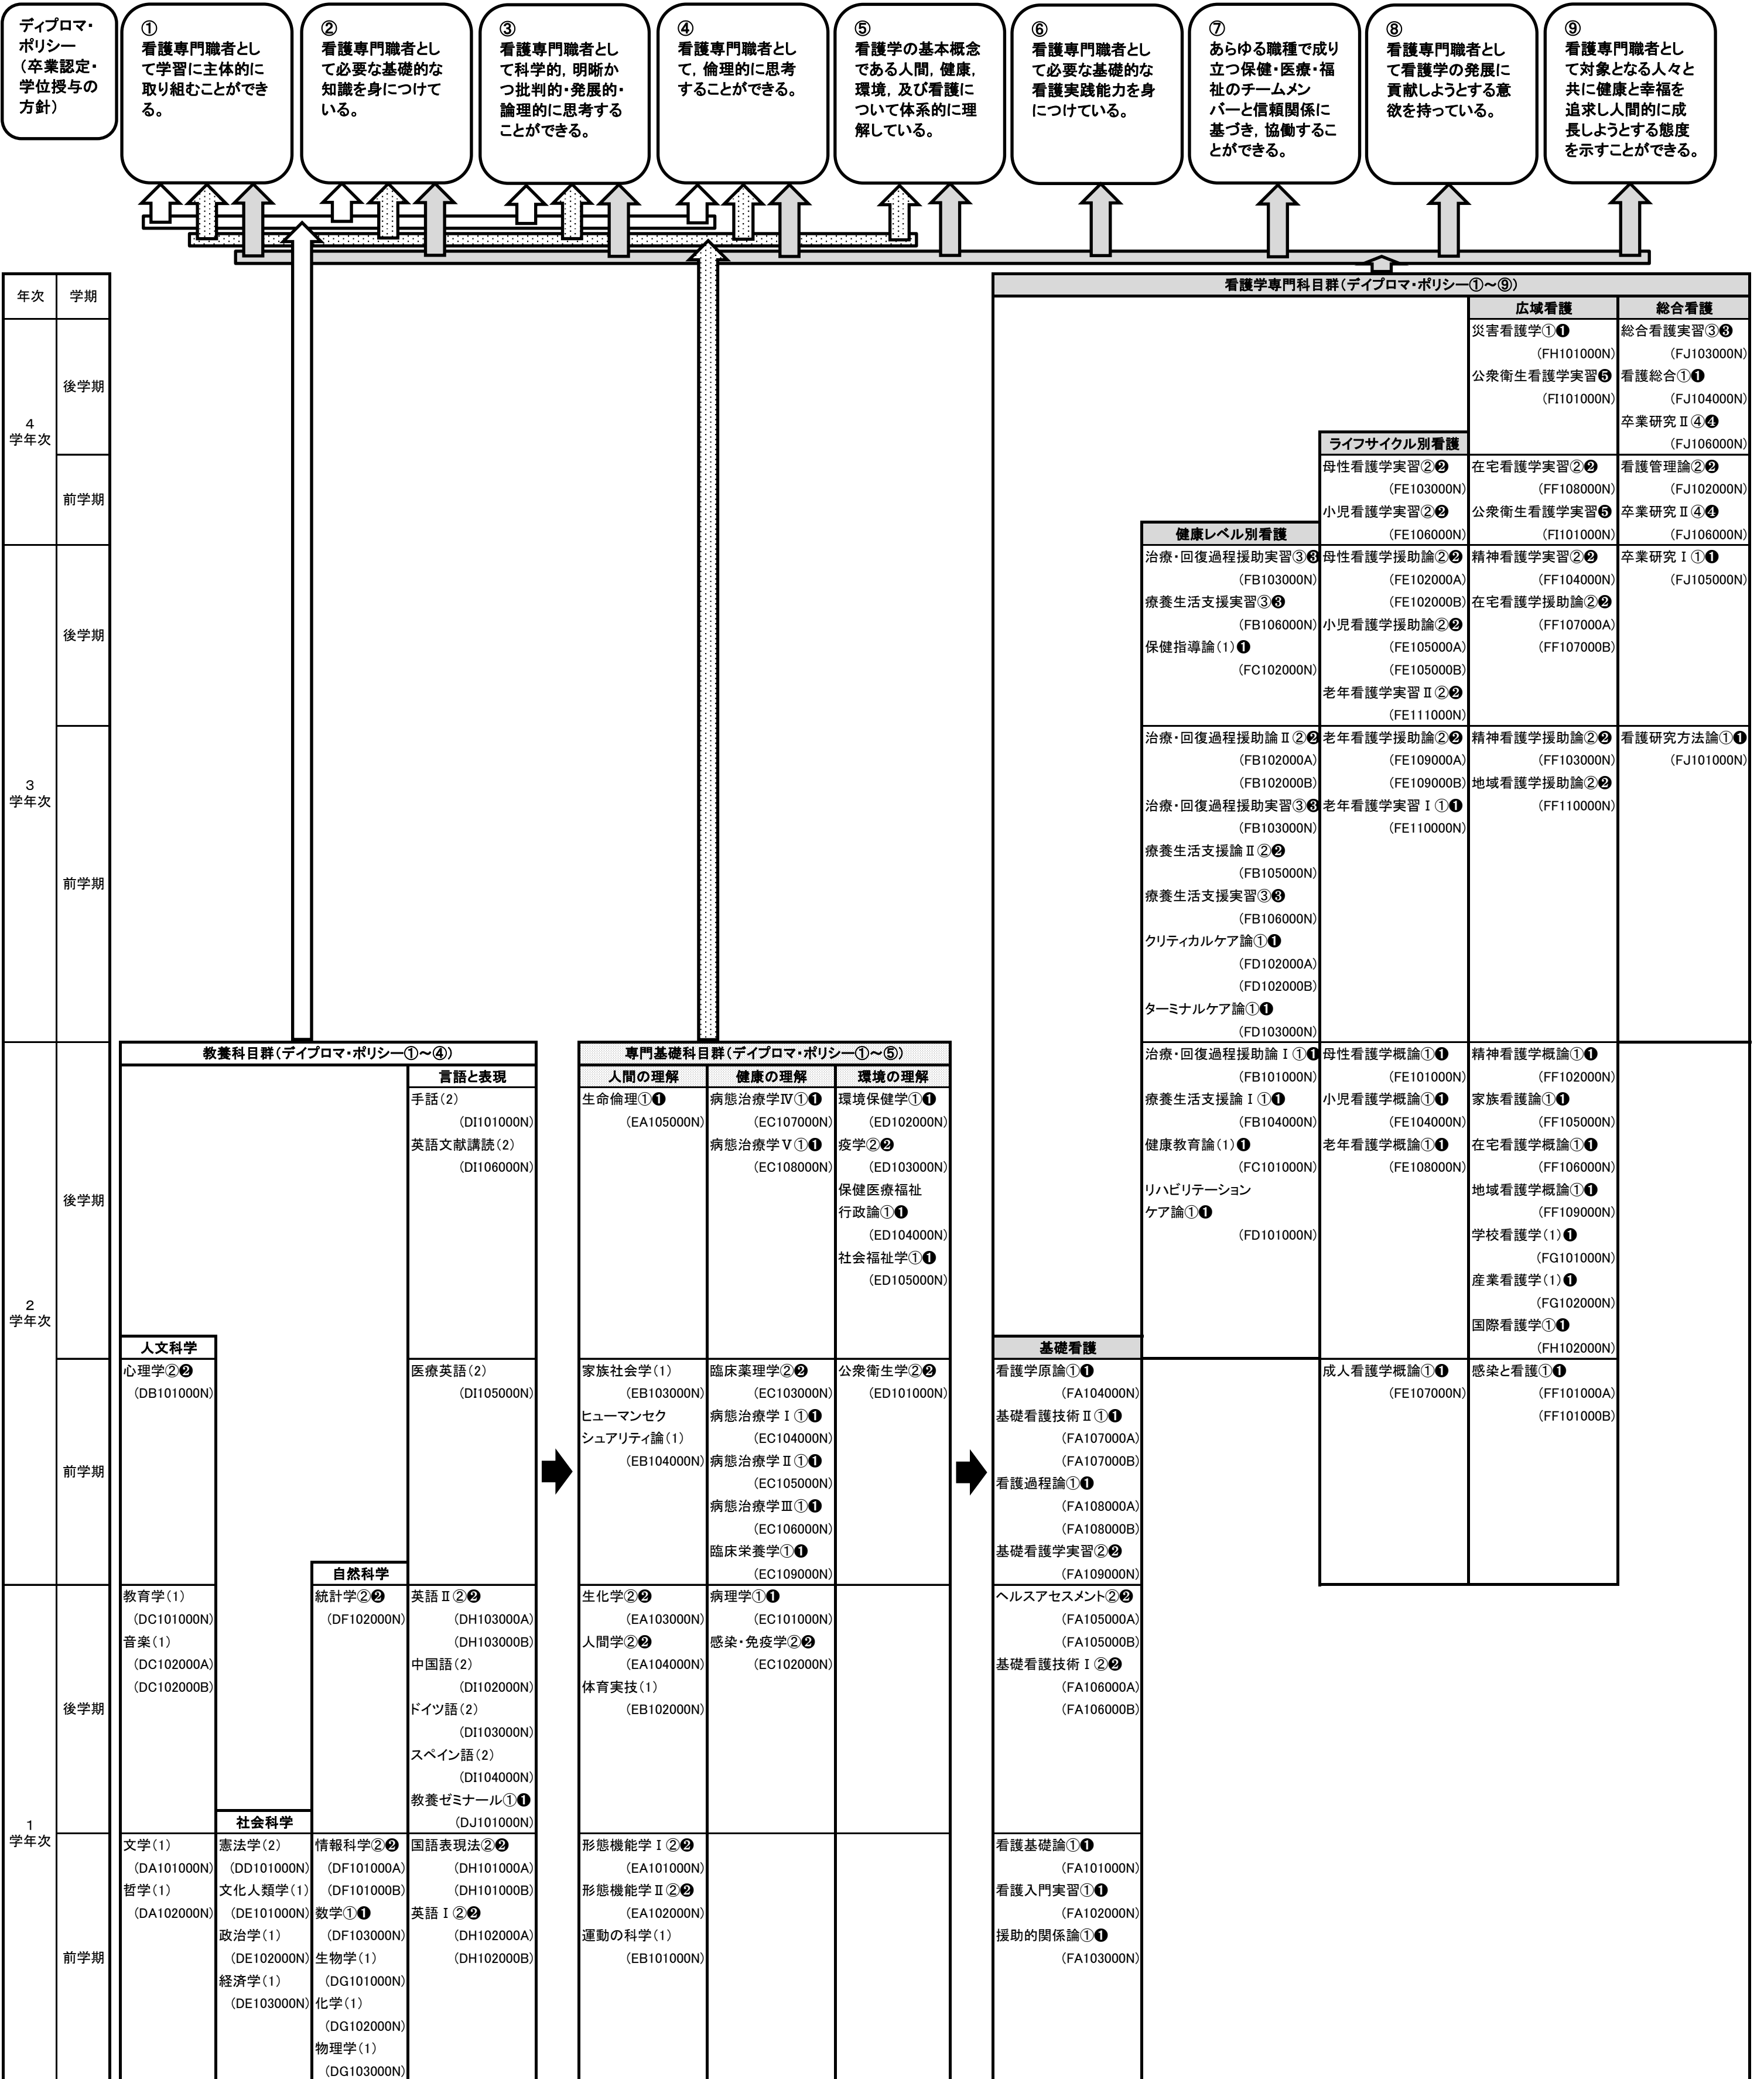 ディプロマ・
ポリシー
（卒業認定・
学位授与の
方針）
①
看護専門職者とし
て学習に主体的に
取り組むことができ
る。
②
看護専門職者とし
て必要な基礎的な
知識を身につけて
いる。
③
看護専門職者とし
て科学的，明晰か
つ批判的・発展的・
論理的に思考する
ことができる。
④
看護専門職者とし
て，倫理的に思考
することができる。
⑤
看護学の基本概念
である人間，健康，
環境，及び看護に
ついて体系的に理
解している。
⑥
看護専門職者とし
て必要な基礎的な
看護実践能力を身
につけている。
⑦
あらゆる職種で成り
立つ保健・医療・福
祉のチームメン
バーと信頼関係に
基づき，協働するこ
とができる。
⑧
看護専門職者とし
て看護学の発展に
貢献しようとする意
欲を持っている。
⑨
看護専門職者とし
て対象となる人々と
共に健康と幸福を
追求し人間的に成
長しようとする態度
を示すことができる。
年次
学期
4
学年次
後学期
前学期
3
学年次
後学期
前学期
2
学年次
後学期
前学期
1
学年次
後学期
前学期
教養科目群（デイプロマ・ポリシー①～④）
人文科学
心理学②❷
（DB101000N）
教育学（1）
（DC101000N）
音楽（1）
（DC102000A）
（DC102000B）
文学（1）
（DA101000N）
哲学（1）
（DA102000N）
社会科学
憲法学（2）
（DD101000N）
文化人類学（1）
（DE101000N）
政治学（1）
（DE102000N）
経済学（1）
（DE103000N）
自然科学
統計学②❷
（DF102000N）
情報科学②❷
（DF101000A）
（DF101000B）
数学①❶
（DF103000N）
生物学（1）
（DG101000N）
化学（1）
（DG102000N）
物理学（1）
（DG103000N）
言語と表現
手話（2）
（DI101000N）
英語文献講読（2）
（DI106000N）
医療英語（2）
（DI105000N）
英語Ⅱ②❷
（DH103000A）
（DH103000B）
中国語（2）
（DI102000N）
ドイツ語（2）
（DI103000N）
スペイン語（2）
（DI104000N）
教養ゼミナール①❶
（DJ101000N）
国語表現法②❷
（DH101000A）
（DH101000B）
英語Ⅰ②❷
（DH102000A）
（DH102000B）
専門基礎科目群（デイプロマ・ポリシー①～⑤）
人間の理解
生命倫理①❶
（EA105000N）
家族社会学（1）
（EB103000N）
ヒューマンセク
シュアリティ論（1）
（EB104000N）
生化学②❷
（EA103000N）
人間学②❷
（EA104000N）
体育実技（1）
（EB102000N）
形態機能学Ⅰ②❷
（EA101000N）
形態機能学Ⅱ②❷
（EA102000N）
運動の科学（1）
（EB101000N）
健康の理解
病態治療学Ⅳ①❶
（EC107000N）
病態治療学Ⅴ①❶
（EC108000N）
臨床薬理学②❷
（EC103000N）
病態治療学Ⅰ①❶
（EC104000N）
病態治療学Ⅱ①❶
（EC105000N）
病態治療学Ⅲ①❶
（EC106000N）
臨床栄養学①❶
（EC109000N）
病理学①❶
（EC101000N）
感染・免疫学②❷
（EC102000N）
環境の理解
環境保健学①❶
（ED102000N）
疫学②❷
（ED103000N）
保健医療福祉
行政論①❶
（ED104000N）
社会福祉学①❶
（ED105000N）
公衆衛生学②❷
（ED101000N）
看護学専門科目群（デイプロマ・ポリシー①～⑨）
基礎看護
看護学原論①❶
（FA104000N）
基礎看護技術Ⅱ①❶
（FA107000A）
（FA107000B）
看護過程論①❶
（FA108000A）
（FA108000B）
基礎看護学実習②❷
（FA109000N）
ヘルスアセスメント②❷
（FA105000A）
（FA105000B）
基礎看護技術Ⅰ②❷
（FA106000A）
（FA106000B）
看護基礎論①❶
（FA101000N）
看護入門実習①❶
（FA102000N）
援助的関係論①❶
（FA103000N）
健康レベル別看護
治療・回復過程援助実習③❸
（FB103000N）
療養生活支援実習③❸
（FB106000N）
保健指導論（1）❶
（FC102000N）
治療・回復過程援助論Ⅱ②❷
（FB102000A）
（FB102000B）
治療・回復過程援助実習③❸
（FB103000N）
療養生活支援論Ⅱ②❷
（FB105000N）
療養生活支援実習③❸
（FB106000N）
クリティカルケア論①❶
（FD102000A）
（FD102000B）
ターミナルケア論①❶
（FD103000N）
治療・回復過程援助論Ⅰ①❶
（FB101000N）
療養生活支援論Ⅰ①❶
（FB104000N）
健康教育論（1）❶
（FC101000N）
リハビリテーション
ケア論①❶
（FD101000N）
ライフサイクル別看護
母性看護学実習②❷
（FE103000N）
小児看護学実習②❷
（FE106000N）
母性看護学援助論②❷
（FE102000A）
（FE102000B）
小児看護学援助論②❷
（FE105000A）
（FE105000B）
老年看護学実習Ⅱ②❷
（FE111000N）
老年看護学援助論②❷
（FE109000A）
（FE109000B）
老年看護学実習Ⅰ①❶
（FE110000N）
母性看護学概論①❶
（FE101000N）
小児看護学概論①❶
（FE104000N）
老年看護学概論①❶
（FE108000N）
成人看護学概論①❶
（FE107000N）
広域看護
災害看護学①❶
（FH101000N）
公衆衛生看護学実習❺
（FI101000N）
在宅看護学実習②❷
（FF108000N）
公衆衛生看護学実習❺
（FI101000N）
精神看護学実習②❷
（FF104000N）
在宅看護学援助論②❷
（FF107000A）
（FF107000B）
精神看護学援助論②❷
（FF103000N）
地域看護学援助論②❷
（FF110000N）
精神看護学概論①❶
（FF102000N）
家族看護論①❶
（FF105000N）
在宅看護学概論①❶
（FF106000N）
地域看護学概論①❶
（FF109000N）
学校看護学（1）❶
（FG101000N）
産業看護学（1）❶
（FG102000N）
国際看護学①❶
（FH102000N）
感染と看護①❶
（FF101000A）
（FF101000B）
総合看護
総合看護実習③❸
（FJ103000N）
看護総合①❶
（FJ104000N）
卒業研究Ⅱ④❹
（FJ106000N）
看護管理論②❷
（FJ102000N）
卒業研究Ⅱ④❹
（FJ106000N）
卒業研究Ⅰ①❶
（FJ105000N）
看護研究方法論①❶
（FJ101000N）